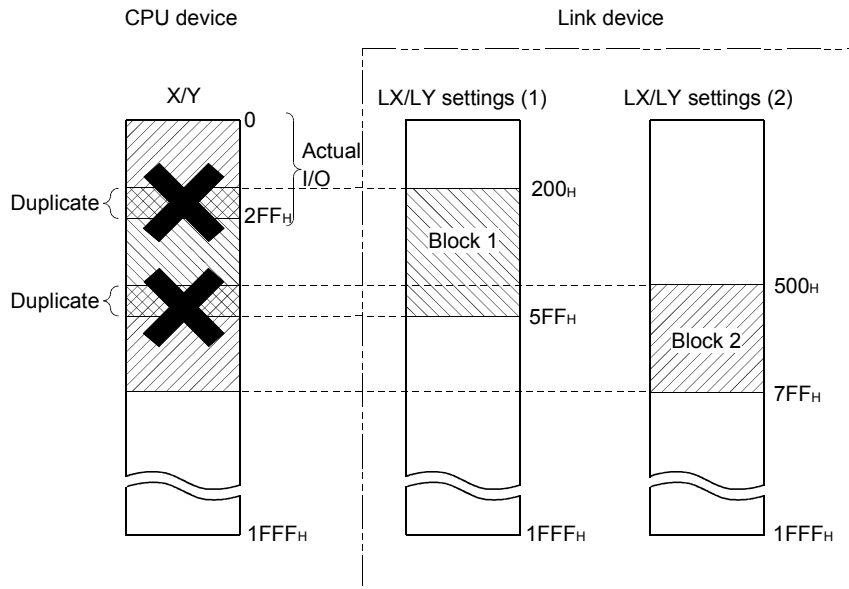 CPU device
Link device
X/Y
LX/LY settings (1)
LX/LY settings (2)
0
Actual
I/O
200H
Duplicate
2FFH
Block 1
500H
Duplicate
5FFH
Block 2
7FFH
1FFFH
1FFFH
1FFFH